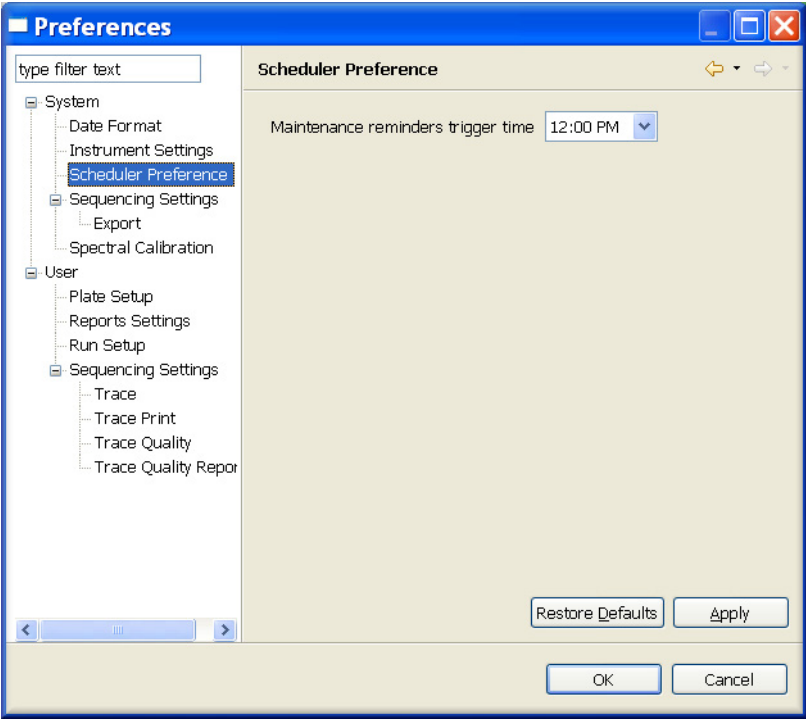 Preferences
type filter text
System
Date Format
Instrument Settings
Scheduler Preference
Sequencing Settings
Export
Spectral Calibration
User
Plate Setup
Reports Settings
Run Setup
Sequencing Settings
Trace
Trace Print
Trace Quality
Trace Quality Repor
Scheduler Preference
Maintenance reminders trigger time 12:00 PM
Restore Defaults Apply
OK Cancel